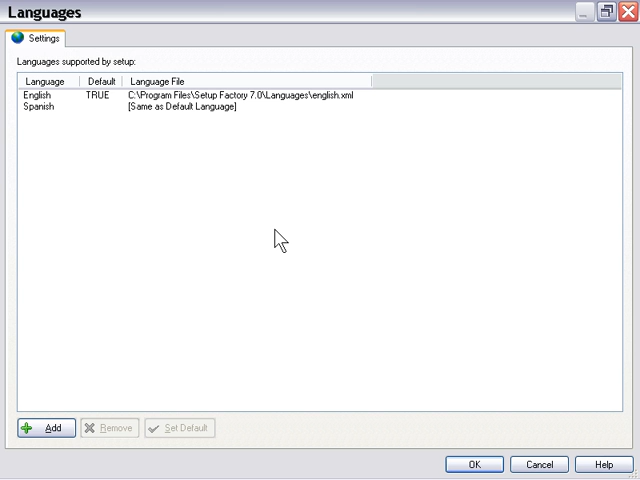 Languages
Settings
Languages supported by setup:
Language Default Language File
English TRUE C:\Program Files\Setup Factory 7.0\Languages\english.xml
Spanish [Same as Default Language]
Add Remove Set Default
OK Cancel Help